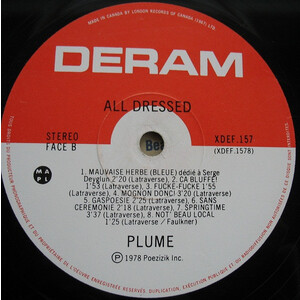 MADE IN CANADA BY LONDON RECORDS OF CANADA (1967) LTD.
DERAM
ALL DRESSED
STEREO
FACE B
XDEF.157
(XDEF.1578)
MAPL
1. MAUVAISE HERBE (BLEUE) dédié à Serge
Deyglun 2'20 (Latraverse) 2. CA BLUFFE!
1'53 (Latraverse) 3. FUCKE-FUCKE 1'55
(Latraverse) 4. MOGNON DONC! 3'20 (Latraverse)
5. GASPOESIE 2'25 (Latraverse) 6. SANS
CEREMONIE 2'18 (Latraverse) 7. SPRINGTIME
3'37 (Latraverse) 8. NOT' BEAU LOCAL
1'25 (Latraverse / Faulkner)
PLUME
℗ 1978 Poezizik Inc.